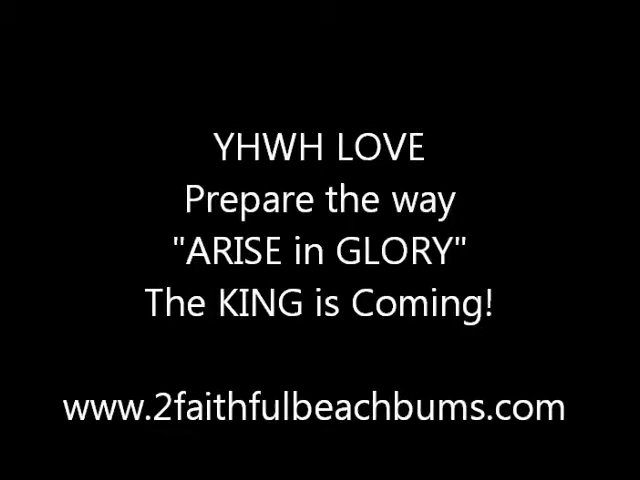 YHWH LOVE
Prepare the way
"ARISE in GLORY"
The KING is Coming!
www.2faithfulbeachbums.com